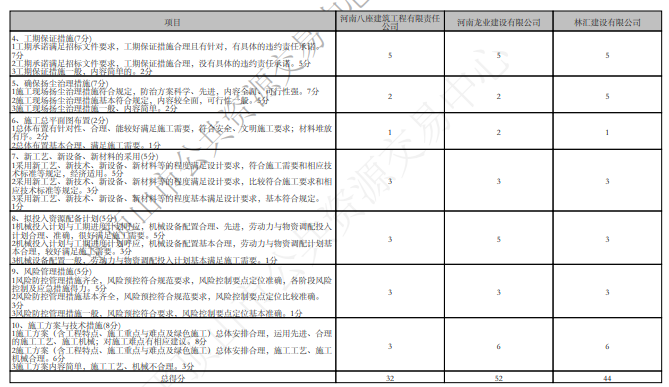 项目 河南八座建筑工程有限责任公司 河南龙业建设有限公司 林汇建设有限公司
4、工期保证措施(7分)
1工期承诺满足招标文件要求，工期保证措施合理且有针对，有具体的违约责任承诺。
7分
2工期承诺满足招标文件要求，工期保证措施合理，没有具体的违约责任承诺。5分
3工期保证措施一般，内容简单的。2分
5 5 5
5、确保扬尘治理措施(7分)
1施工现场扬尘治理措施符合规定，防治方案科学、先进，内容全面、可行性强。7分
2施工现场扬尘治理措施基本符合规定，内容较全面，可行性一般。5分
3施工现场扬尘治理措施一般、内容简单。2分
2 2 5
6、施工总平面图布置(2分)
1总体布置有针对性、合理、能较好满足施工需要，符合安全、文明施工要求；材料堆放
有序。2分
2总体布置基本合理、满足施工需要。1分
1 2 1
7、新工艺、新设备、新材料的采用(5分)
1采用新工艺、新技术、新设备、新材料等的程度满足设计要求，符合施工需要和相应技
术标准等规定，经济适用。5分
2采用新工艺、新技术、新设备、新材料等的程度满足设计要求，比较符合施工要求和相
应技术标准等规定。3分
3采用新工艺、新技术、新设备、新材料等的程度基本满足设计要求，基本符合规定。
1分
3 3 3
8、拟投入资源配备计划(5分)
1机械投入计划与工期进度计划呼应，机械设备配置合理、先进，劳动力与物资调配投入
计划合理、准确，很好满足施工需要。5分
2机械投入计划与工期进度计划呼应，机械设备配置基本合理，劳动力与物资调配计划基
本合理，较好满足施工需要。3分
3机械设备配置一般，劳动力与物资调配投入计划基本满足施工需要。1分
3 5 3
9、风险管理措施(5分)
1风险防控管理措施齐全，风险预控符合规范要求，风险控制要点定位准确，各阶段风险
控制及应急措施得力。5分
2风险防控管理措施基本齐全，风险预控符合规范要求，风险控制要点定位比较准确。
3分
3风险防控管理措施一般，风险预控符合规范要求，风险控制要点定位基本准确。1分
3 3 3
10、施工方案与技术措施(8分)
1施工方案（含工程特点、施工重点与难点及绿色施工）总体安排合理，运用先进、合理
的施工工艺、施工机械；对施工难点有相应建议。8分
2施工方案（含工程特点、施工重点与难点及绿色施工）总体安排合理，施工工艺、施工
机械合理。6分
3施工方案内容简单，施工工艺、机械不合理。3分
3 6 6
总得分 32 52 44